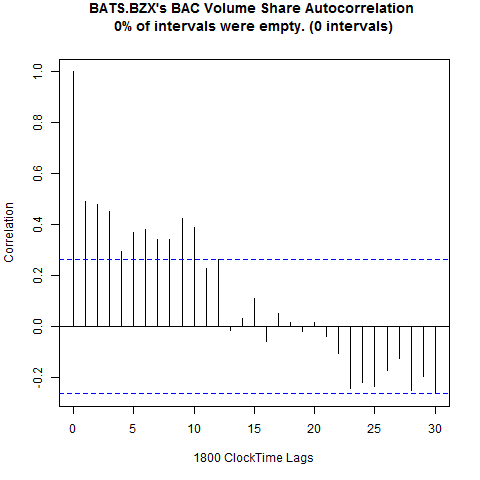 BATS.BZX's BAC Volume Share Autocorrelation
0% of intervals were empty. (0 intervals)
Correlation
1.0
0.8
0.6
0.4
0.2
0.0
-0.2
0 5 10 15 20 25 30
1800 ClockTime Lags